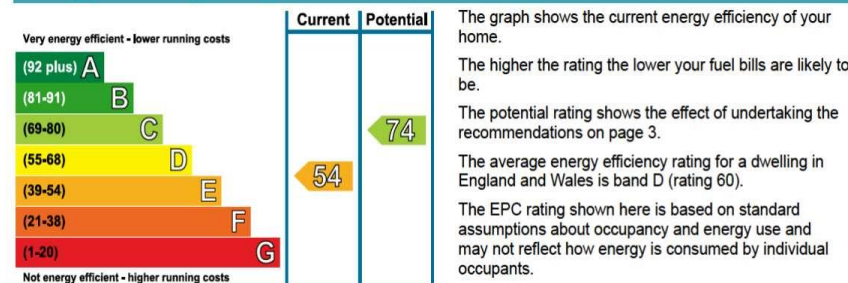 Current Potential
Very energy efficient - lower running costs
(92 plus) A
(81-91) B
(69-80) C
(55-68) D
(39-54) E
(21-38) F
(1-20) G
Not energy efficient - higher running costs
74
54
The graph shows the current energy efficiency of your
home.
The higher the rating the lower your fuel bills are likely to
be.
The potential rating shows the effect of undertaking the
recommendations on page 3.
The average energy efficiency rating for a dwelling in
England and Wales is band D (rating 60).
The EPC rating shown here is based on standard
assumptions about occupancy and energy use and
may not reflect how energy is consumed by individual
occupants.